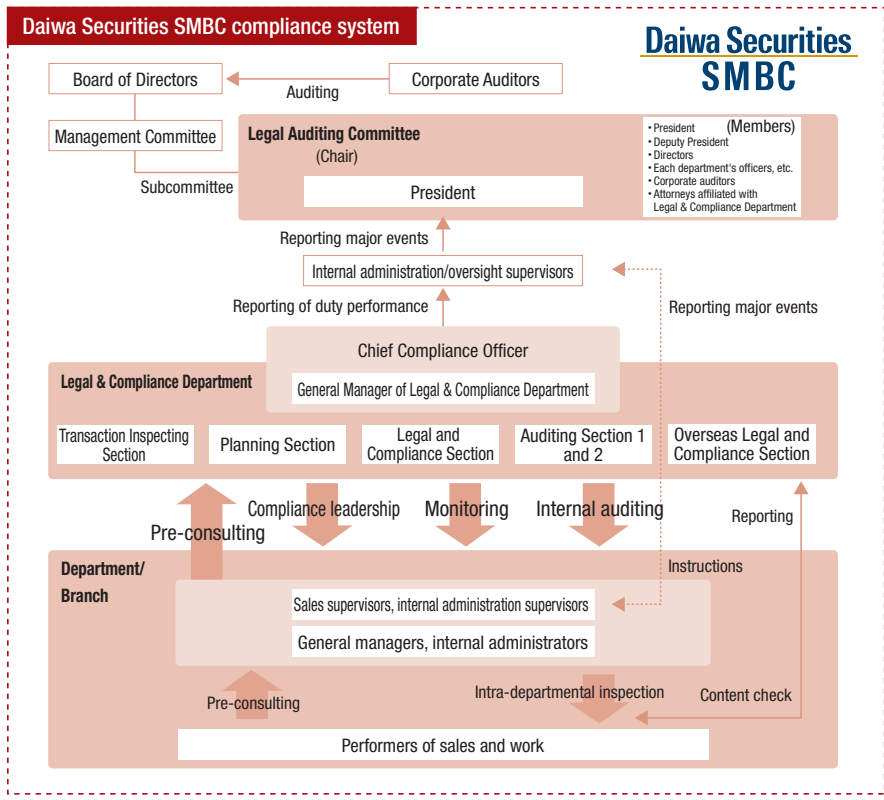 Daiwa Securities SMBC compliance system
Daiwa Securities
SMBC
Board of Directors
Corporate Auditors
Auditing
Management Committee
Legal Auditing Committee
(Chair)
President
Subcommittee
(Members)
• President
• Deputy President
• Directors
• Each department's officers, etc.
• Corporate auditors
• Attorneys affiliated with
Legal & Compliance Department
Reporting major events
Internal administration/oversight supervisors
Reporting of duty performance
Reporting major events
Chief Compliance Officer
General Manager of Legal & Compliance Department
Legal & Compliance Department
Transaction Inspecting
Section
Planning Section
Legal and
Compliance Section
Auditing Section 1
and 2
Overseas Legal and
Compliance Section
Pre-consulting
Compliance leadership
Monitoring
Internal auditing
Reporting
Instructions
Department/
Branch
Sales supervisors, internal administration supervisors
General managers, internal administrators
Pre-consulting
Intra-departmental inspection
Content check
Performers of sales and work